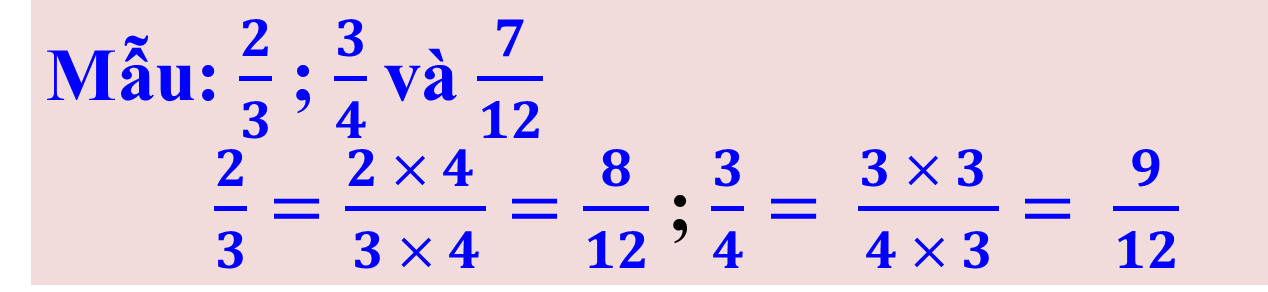 Mẫu: 2/3 ; 3/4 và 7/12
2/3 = 2 × 4/3 × 4 = 8/12 ; 3/4 = 3 × 3/4 × 3 = 9/12